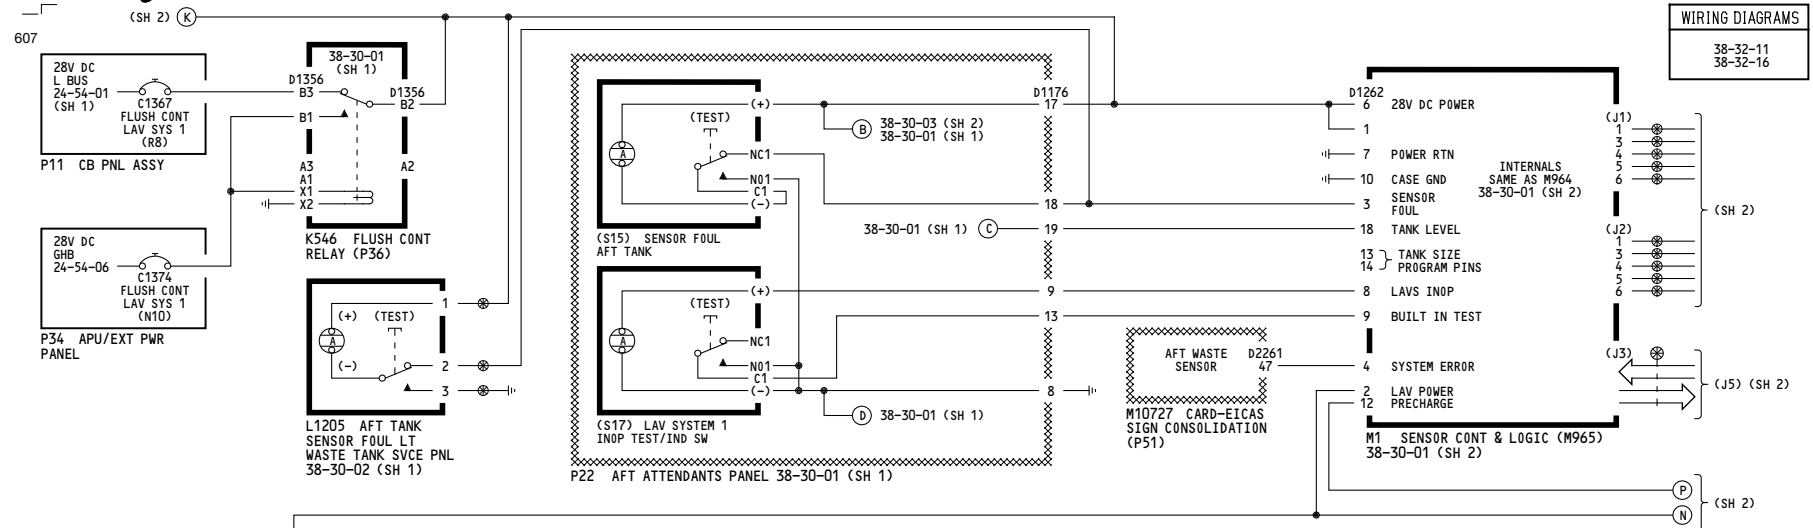 (SH 2) K
607
WIRING DIAGRAMS
38-32-11
38-32-16
28V DC
L BUS
24-54-01
(SH 1)
C1367
FLUSH CONT
LAV SYS 1
(R8)
P11 CB PNL ASSY
28V DC
GHB
24-54-06
C1374
FLUSH CONT
LAV SYS 1
(N10)
P34 APU/EXT PWR
PANEL
38-30-01
(SH 1)
D1356
B3
D1356
B2
B1
A3
A2
A1
X1
X2
K546 FLUSH CONT
RELAY (P36)
1
(+) (TEST)
A
(-)
2
3
L1205 AFT TANK
SENSOR FOUL LT
WASTE TANK SVCE PNL
38-30-02 (SH 1)
(+)
(TEST)
A
NC1
NO1
C1
(-)
(S15) SENSOR FOUL
AFT TANK
B 38-30-03 (SH 2)
38-30-01 (SH 1)
38-30-01 (SH 1) C
(+)
(TEST)
A
NC1
NO1
C1
(-)
(S17) LAV SYSTEM 1
INOP TEST/IND SW
D 38-30-01 (SH 1)
P22 AFT ATTENDANTS PANEL 38-30-01 (SH 1)
D1176
17
18
19
9
13
8
AFT WASTE
SENSOR
D2261
47
M10727 CARD-EICAS
SIGN CONSOLIDATION
(P51)
D1262
6 28V DC POWER
1
7 POWER RTN
10 CASE GND
3 SENSOR
FOUL
18 TANK LEVEL
13 TANK SIZE
14 PROGRAM PINS
8 LAVS INOP
9 BUILT IN TEST
4 SYSTEM ERROR
2 LAV POWER
12 PRECHARGE
INTERNALS
SAME AS M964
38-30-01 (SH 2)
(J1)
1
3
4
5
6
(J2)
1
3
4
5
6
(SH 2)
(J3)
(J5) (SH 2)
M1 SENSOR CONT & LOGIC (M965)
38-30-01 (SH 2)
P
N
(SH 2)